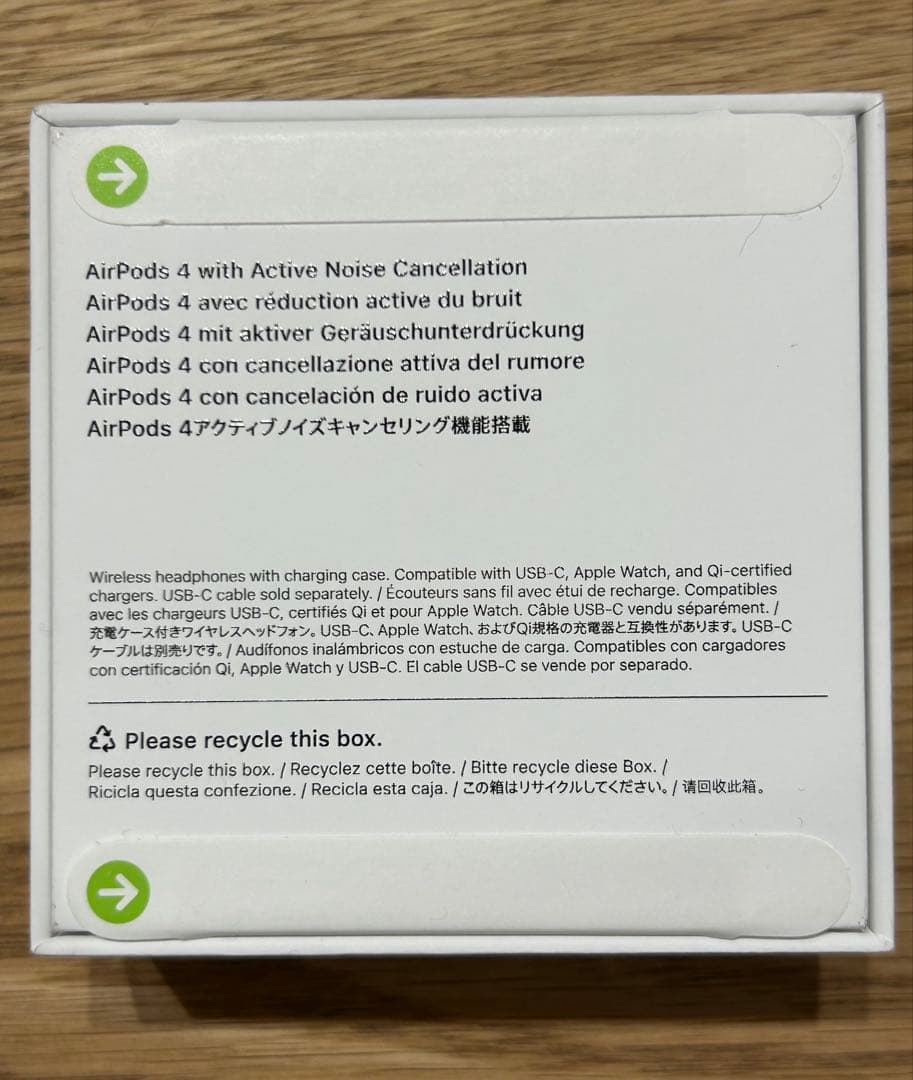 AirPods 4 with Active Noise Cancellation
AirPods 4 avec réduction active du bruit
AirPods 4 mit aktiver Geräuschunterdrückung
AirPods 4 con cancellazione attiva del rumore
AirPods 4 con cancelación de ruido activa
AirPods 4アクティブノイズキャンセリング機能搭載
Wireless headphones with charging case. Compatible with USB-C, Apple Watch, and Qi-certified
chargers. USB-C cable sold separately. / Écouteurs sans fil avec étui de recharge. Compatibles
avec les chargeurs USB-C, certifiés Qi et pour Apple Watch. Câble USB-C vendu séparément. /
充電ケース付きワイヤレスヘッドフォン。USB-C、Apple Watch、およびQi規格の充電器と互換性があります。USB-C
ケーブルは別売りです。/ Audífonos inalámbricos con estuche de carga. Compatibles con cargadores
con certificación Qi, Apple Watch y USB-C. El cable USB-C se vende por separado.
Please recycle this box.
Please recycle this box. / Recyclez cette boîte. / Bitte recycle diese Box. /
Ricicla questa confezione. / Recicla esta caja. / この箱はリサイクルしてください。/ 请回收此箱。